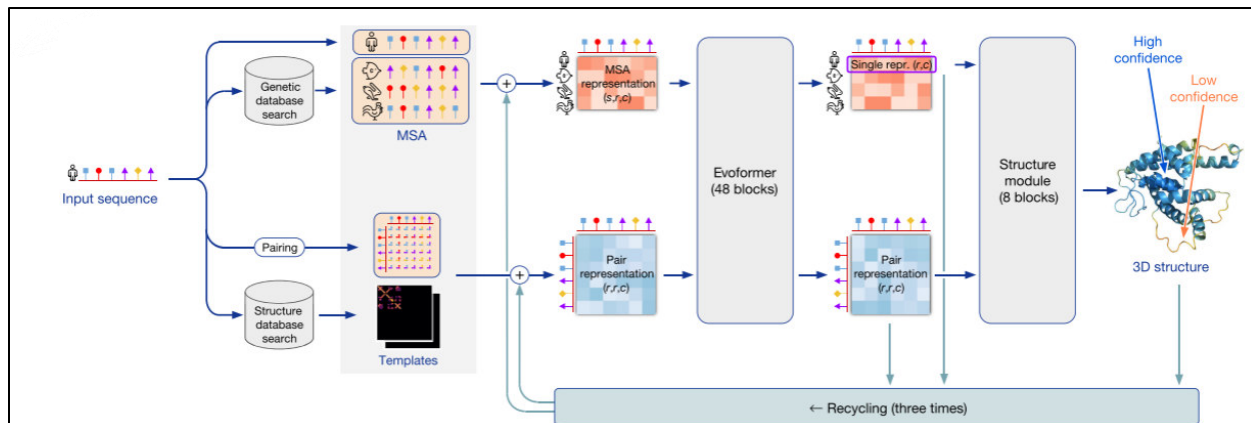 Input sequence
Genetic
database
search
MSA
Pairing
Structure
database
search
Templates
+
+
MSA
representation
(s,r,c)
Pair
representation
(r,r,c)
Evoformer
(48 blocks)
Single repr. (r,c)
Pair
representation
(r,r,c)
Structure
module
(8 blocks)
High
confidence
Low
confidence
3D structure
← Recycling (three times)